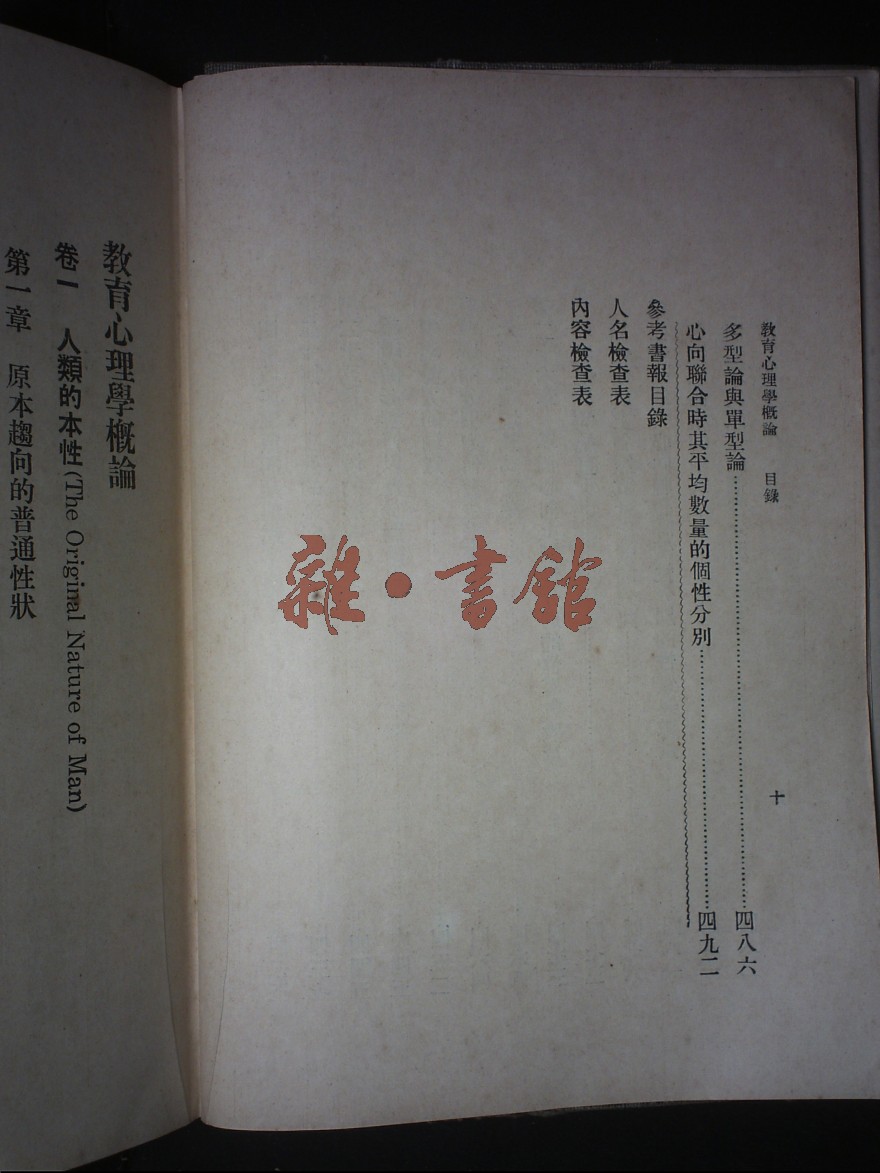 教育心理學概論　目錄　十
多型論與單型論……四八六
心向聯合時其平均數量的個性分別……四九二
參考書報目錄
人名檢查表
內容檢查表
雜·書館
教育心理學概論
卷一　人類的本性(The Original Nature of Man)
第一章　原本趨向的普通性狀